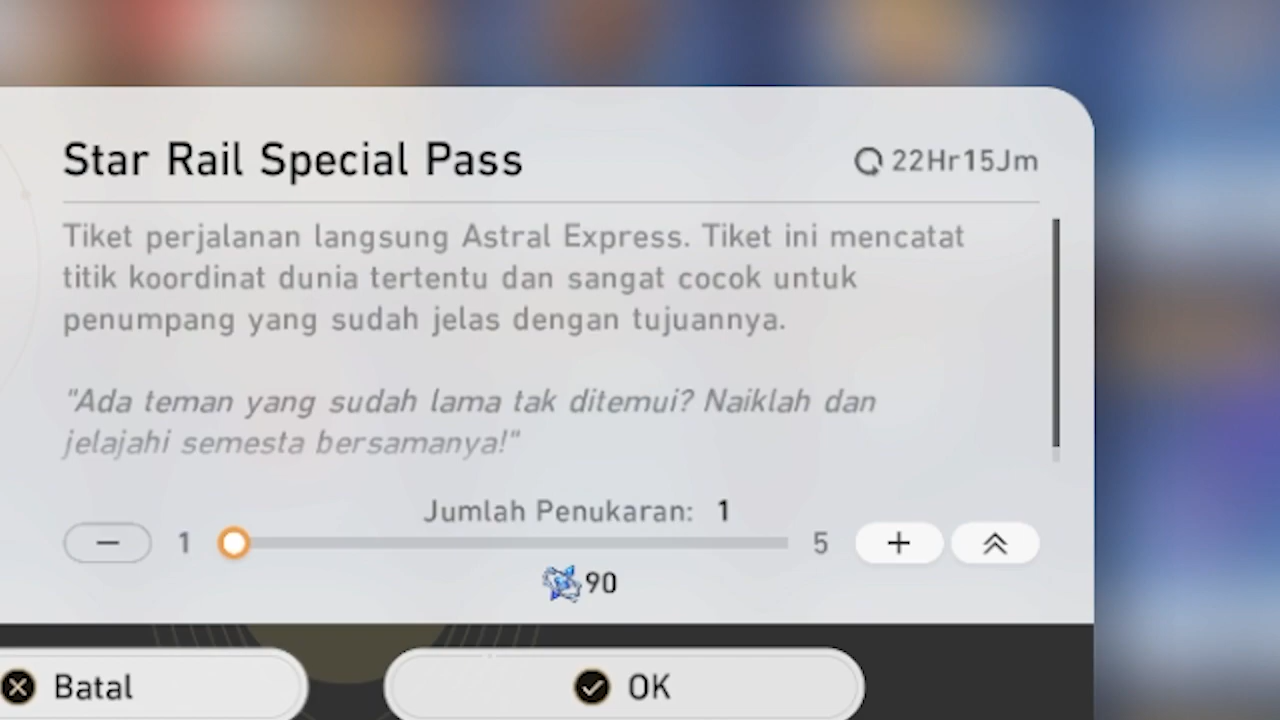 Star Rail Special Pass
22Hr15Jm
Tiket perjalanan langsung Astral Express. Tiket ini mencatat
titik koordinat dunia tertentu dan sangat cocok untuk
penumpang yang sudah jelas dengan tujuannya.
"Ada teman yang sudah lama tak ditemui? Naiklah dan
jelajahi semesta bersamanya!"
Jumlah Penukaran: 1
1 5
90
Batal OK